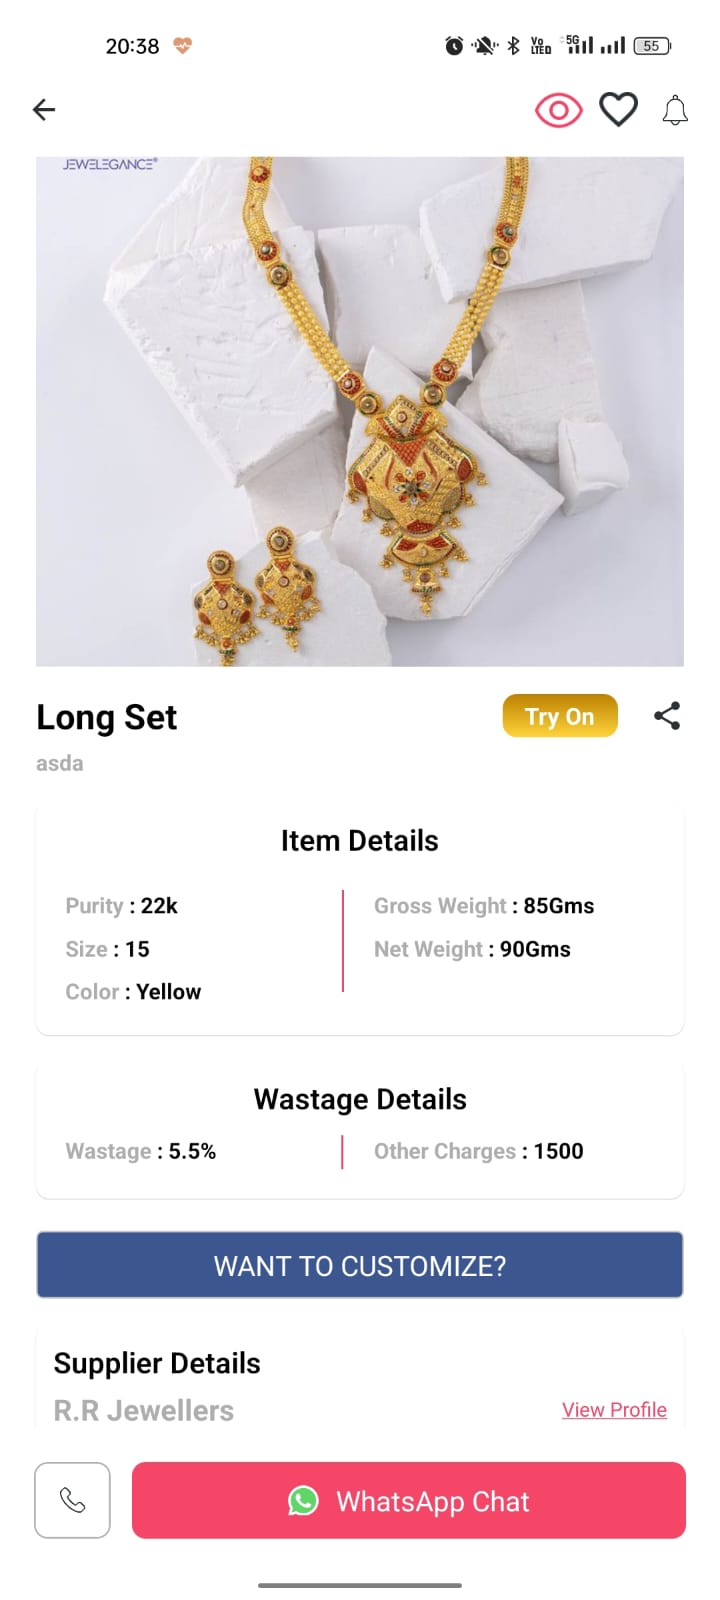 20:38
Vo LTED 5G 55
JEWELEGANCE®
Long Set
Try On
asda
Item Details
Purity : 22k
Gross Weight : 85Gms
Size : 15
Net Weight : 90Gms
Color : Yellow
Wastage Details
Wastage : 5.5%
Other Charges : 1500
WANT TO CUSTOMIZE?
Supplier Details
R.R Jewellers
View Profile
WhatsApp Chat